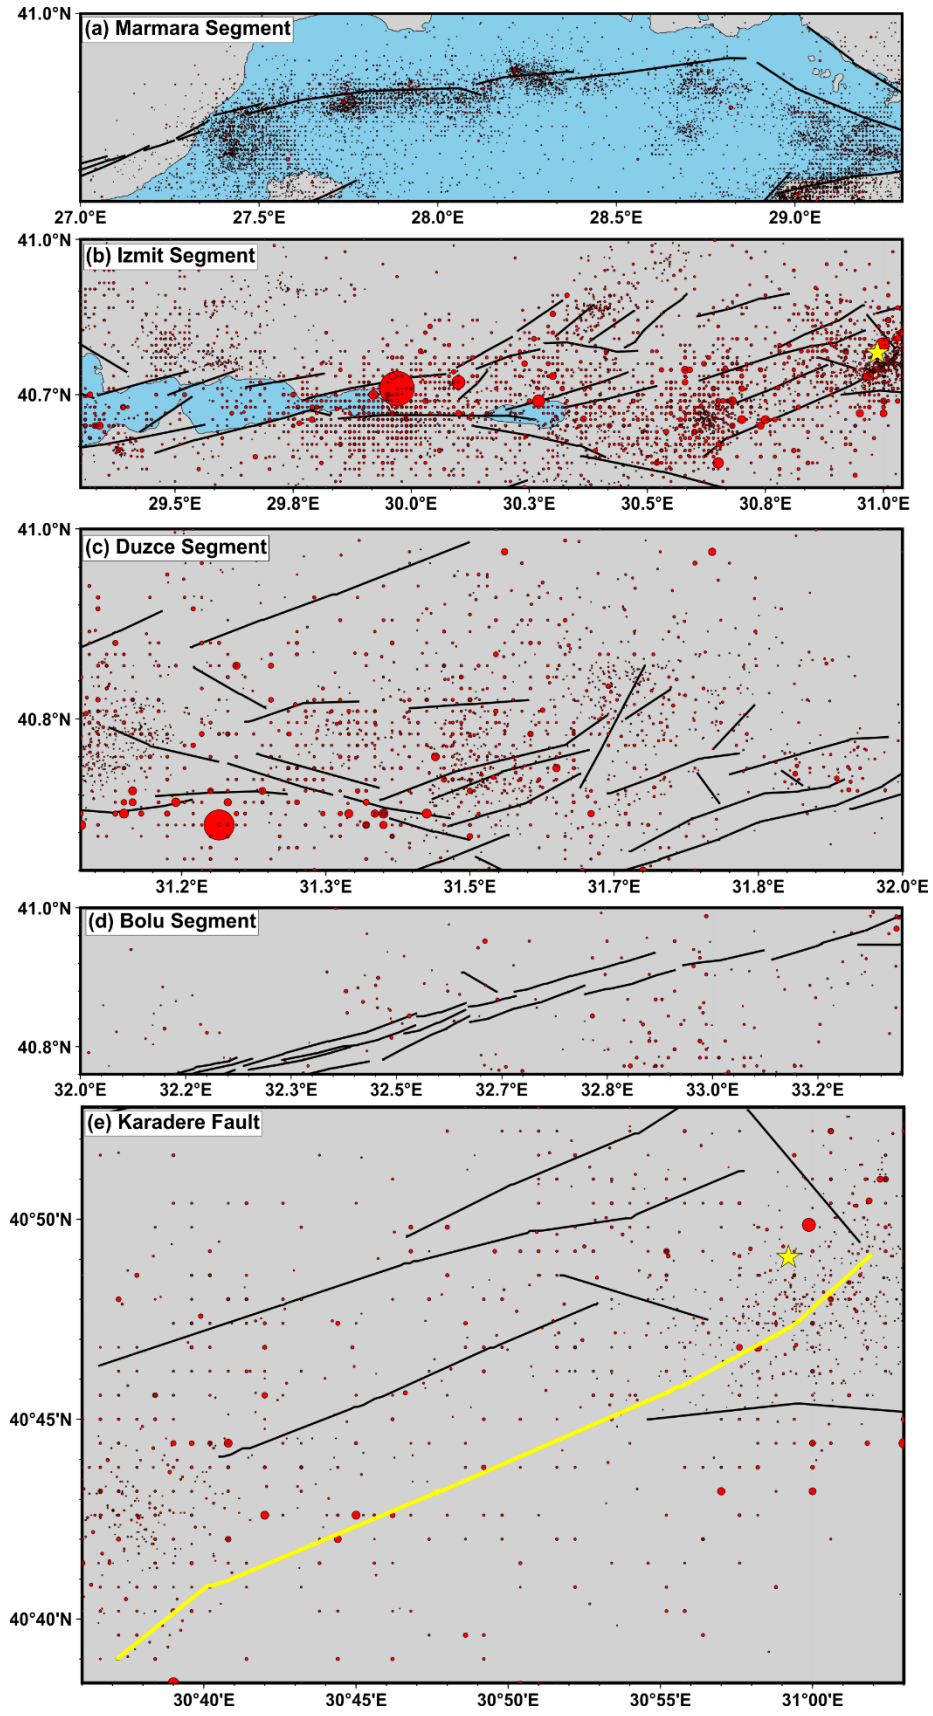 41.0°N
(a) Marmara Segment
27.0°E 27.5°E 28.0°E 28.5°E 29.0°E
41.0°N
(b) Izmit Segment
40.7°N
29.5°E 29.8°E 30.0°E 30.3°E 30.5°E 30.8°E 31.0°E
41.0°N
(c) Duzce Segment
40.8°N
31.2°E 31.3°E 31.5°E 31.7°E 31.8°E 32.0°E
41.0°N
(d) Bolu Segment
40.8°N
32.0°E 32.2°E 32.3°E 32.5°E 32.7°E 32.8°E 33.0°E 33.2°E
(e) Karadere Fault
40°50'N
40°45'N
40°40'N
30°40'E 30°45'E 30°50'E 30°55'E 31°00'E